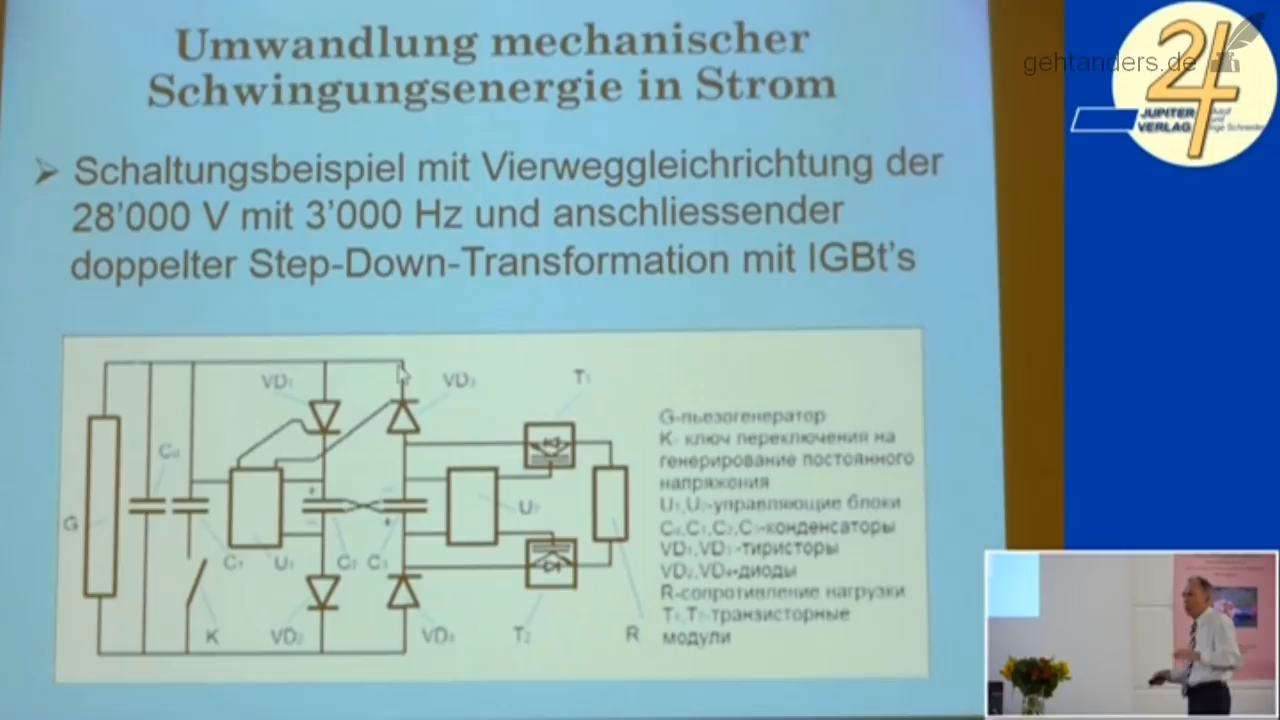 Umwandlung mechanischer
Schwingungsenergie in Strom
Schaltungsbeispiel mit Vierweggleichrichtung der
28'000 V mit 3'000 Hz und anschliessender
doppelter Step-Down-Transformation mit IGBt's
VD₁
VD₃
T₁
C₀
G
C₁
U₁
C₂
C₃
U₂
K
VD₂
VD₄
T₂
R
G-пьезогенератор
K- ключ переключения на
генерирование постоянного
напряжения
U₁,U₂-управляющие блоки
C₀,C₁,C₂,C₃-конденсаторы
VD₁,VD₃-тиристоры
VD₂,VD₄-диоды
R-сопротивление нагрузки
T₁,T₂-транзисторные
модули
gehtanders.de
JUPITER
VERLAG